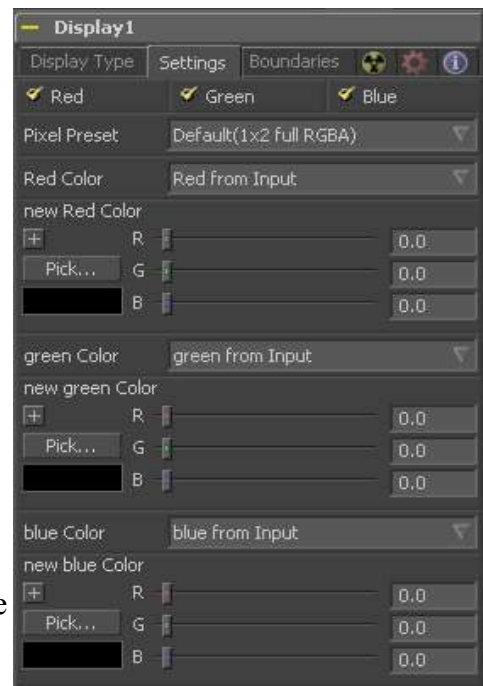 Display1
Display Type Settings Boundaries
Red Green Blue
Pixel Preset Default(1x2 full RGBA)
Red Color Red from Input
new Red Color
+ R 0.0
Pick... G 0.0
B 0.0
green Color green from Input
new green Color
+ R 0.0
Pick... G 0.0
B 0.0
blue Color blue from Input
new blue Color
e + R 0.0
Pick... G 0.0
B 0.0